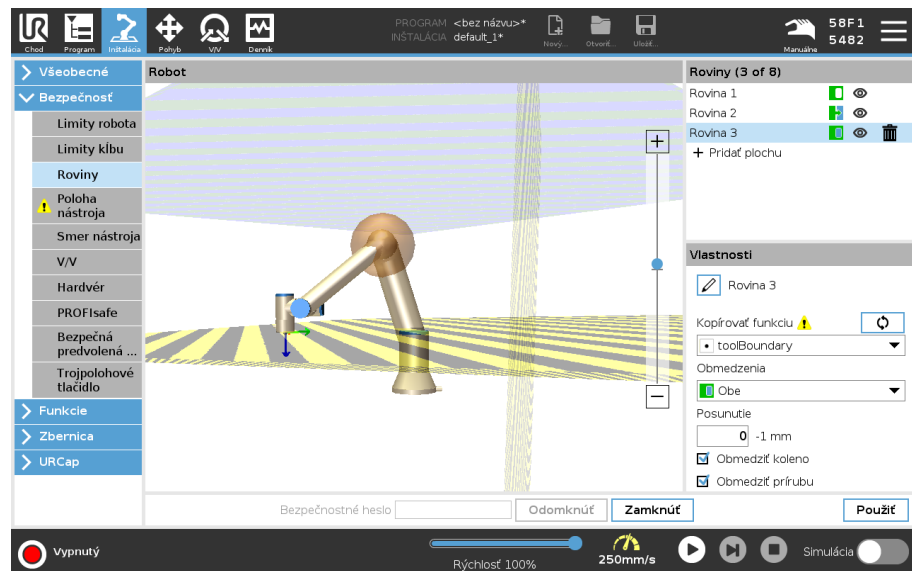 PROGRAM <bez názvu>*
INŠTALÁCIA default_1*
Chod
Program
Inštalácia
Pohyb
V/V
Denník
Nový...
Otvoriť...
Uložiť...
Manuálne
58F1
5482
Všeobecné
Bezpečnosť
Limity robota
Limity kĺbu
Roviny
Poloha
nástroja
Smer nástroja
V/V
Hardvér
PROFIsafe
Bezpečná
predvolená ...
Trojpolohové
tlačidlo
Funkcie
Zbernica
URCap
Robot
Roviny (3 of 8)
Rovina 1
Rovina 2
Rovina 3
+ Pridať plochu
Vlastnosti
Rovina 3
Kopírovať funkciu
toolBoundary
Obmedzenia
Obe
Posunutie
0 -1 mm
Obmedziť koleno
Obmedziť prírubu
Bezpečnostné heslo
Odomknúť
Zamknúť
Použiť
Vypnutý
Rýchlosť 100%
250mm/s
Simulácia